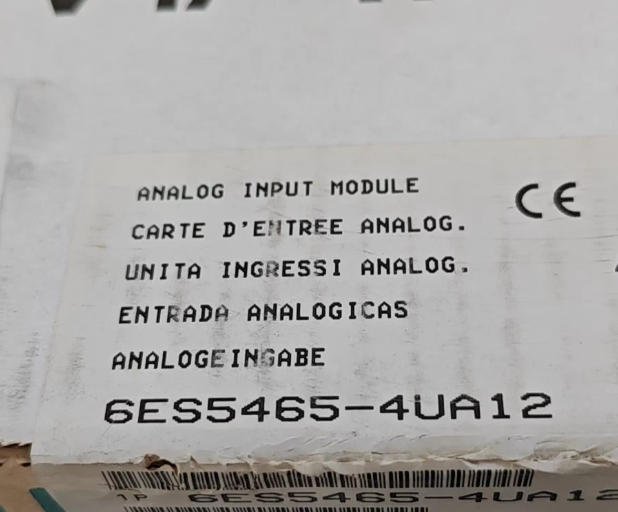 ANALOG INPUT MODULE
CE
CARTE D'ENTREE ANALOG.
UNITA INGRESSI ANALOG.
ENTRADA ANALOGICAS
ANALOGEINGABE
6ES5465-4UA12
1P 6ES5465-4UA12